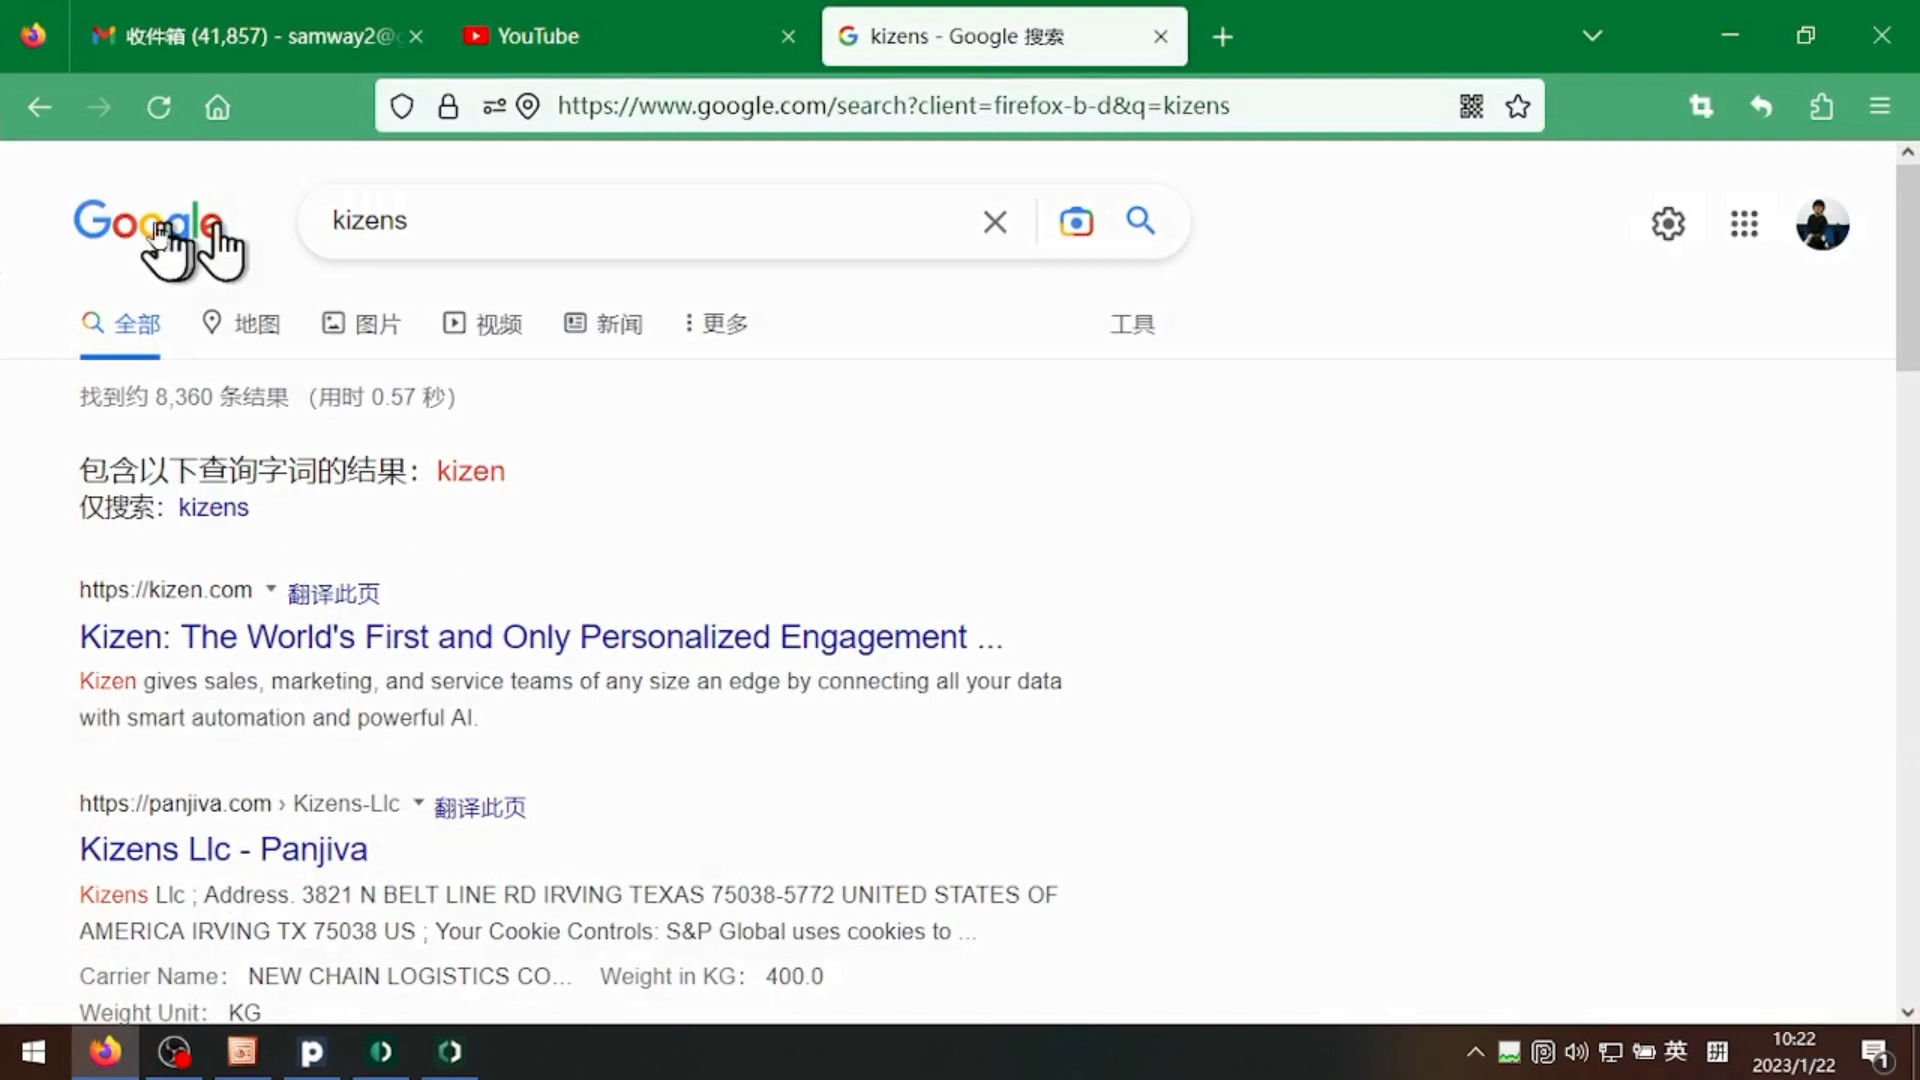 收件箱 (41,857) - samway2@
YouTube
kizens - Google 搜索
https://www.google.com/search?client=firefox-b-d&q=kizens
Google
kizens
全部
地图
图片
视频
新闻
更多
工具
找到约 8,360 条结果 (用时 0.57 秒)
包含以下查询字词的结果: kizen
仅搜索: kizens
https://kizen.com 翻译此页
Kizen: The World's First and Only Personalized Engagement ...
Kizen gives sales, marketing, and service teams of any size an edge by connecting all your data
with smart automation and powerful AI.
https://panjiva.com › Kizens-Llc 翻译此页
Kizens Llc - Panjiva
Kizens Llc ; Address. 3821 N BELT LINE RD IRVING TEXAS 75038-5772 UNITED STATES OF
AMERICA IRVING TX 75038 US ; Your Cookie Controls: S&P Global uses cookies to ...
Carrier Name: NEW CHAIN LOGISTICS CO... Weight in KG: 400.0
Weight Unit: KG
英
拼
10:22
2023/1/22
1